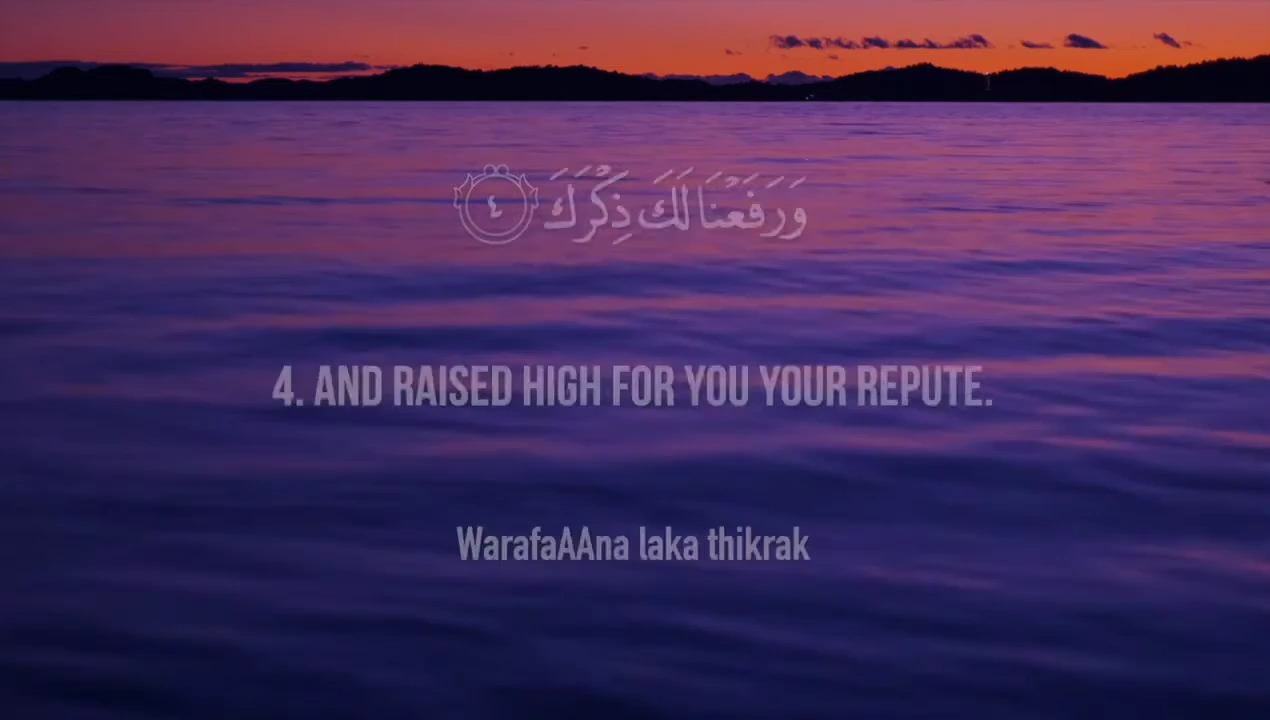 وَرَفَعْنَا لَكَ ذِكْرَكَ ٤
4. AND RAISED HIGH FOR YOU YOUR REPUTE.
WarafaAAna laka thikrak